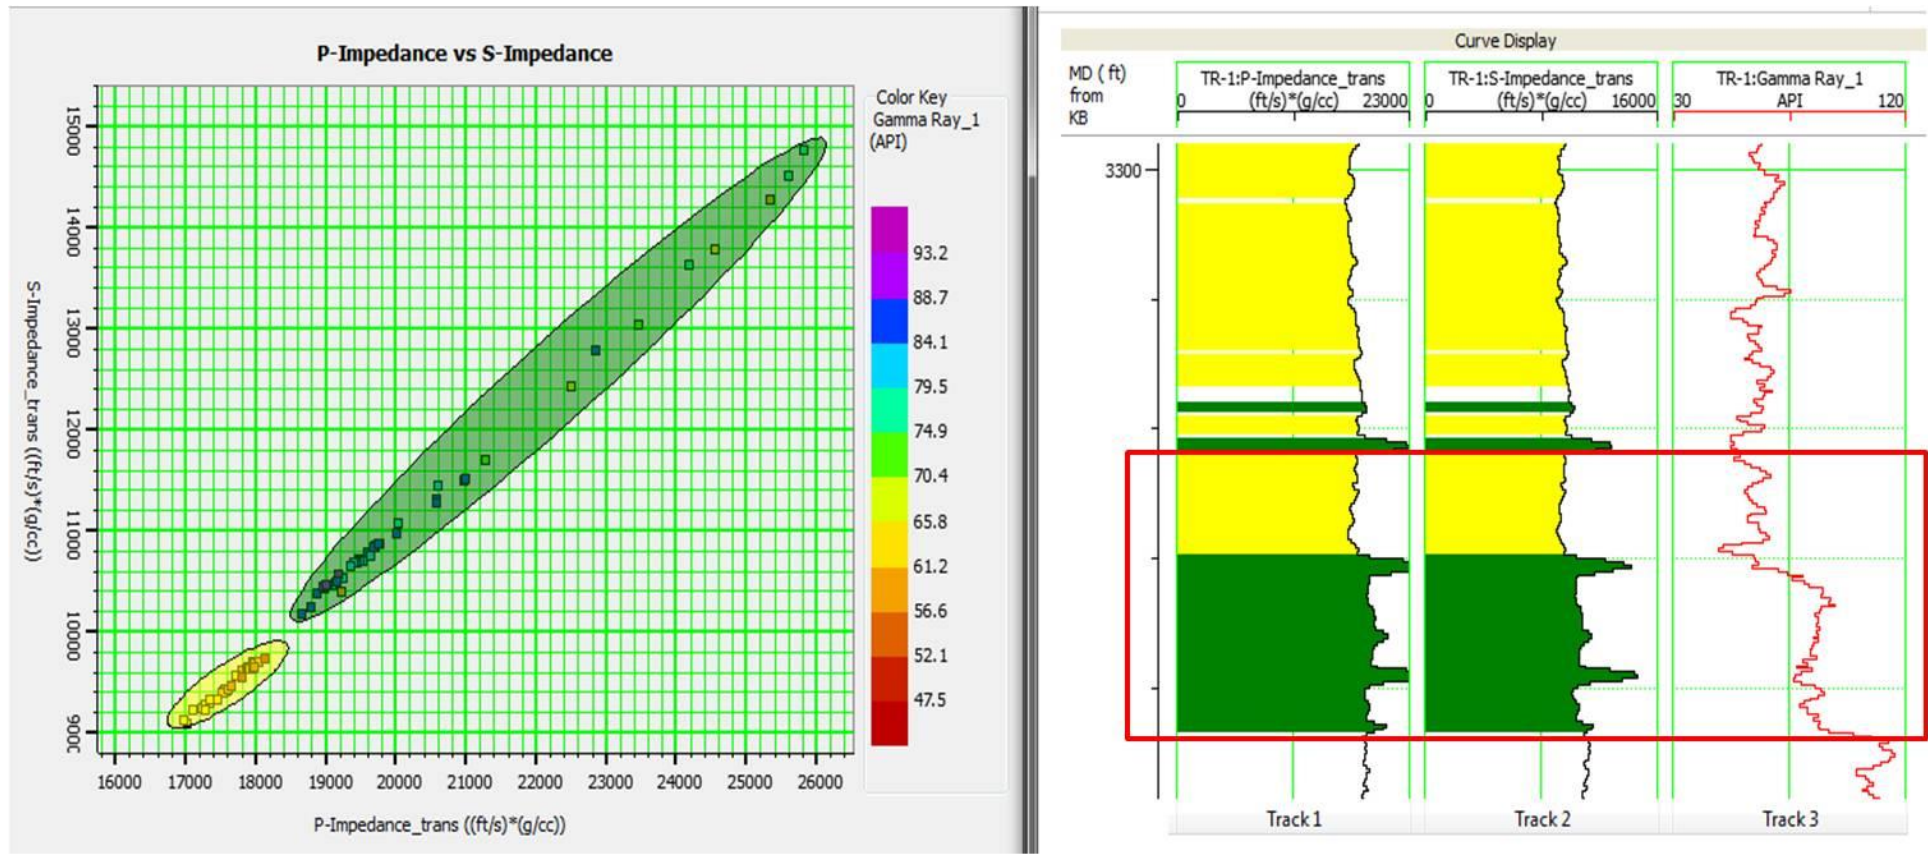 P-Impedance vs S-Impedance
S-Impedance_trans ((ft/s)*(g/cc))
15000
14000
13000
12000
11000
10000
9000
16000 17000 18000 19000 20000 21000 22000 23000 24000 25000 26000
P-Impedance_trans ((ft/s)*(g/cc))
Color Key
Gamma Ray_1
(API)
93.2
88.7
84.1
79.5
74.9
70.4
65.8
61.2
56.6
52.1
47.5
Curve Display
MD ( ft)
from
KB
TR-1:P-Impedance_trans
0 (ft/s)*(g/cc) 23000
TR-1:S-Impedance_trans
0 (ft/s)*(g/cc) 16000
TR-1:Gamma Ray_1
30 API 120
3300
Track 1 Track 2 Track 3